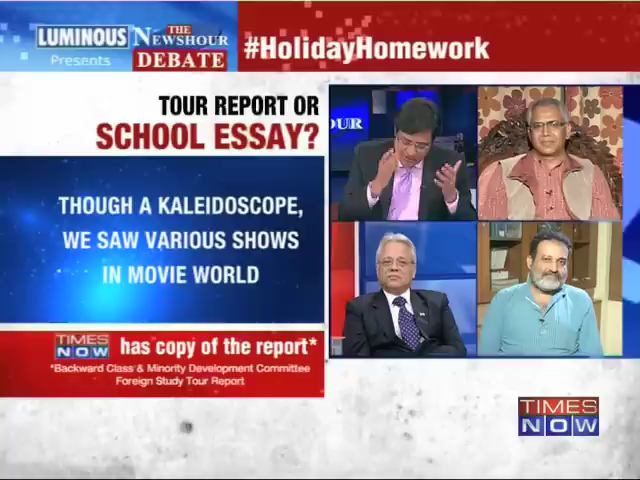 LUMINOUS
Presents
THE
NEWSHOUR
DEBATE
#HolidayHomework
TOUR REPORT OR
SCHOOL ESSAY?
THOUGH A KALEIDOSCOPE,
WE SAW VARIOUS SHOWS
IN MOVIE WORLD
OUR
TIMES
NOW
has copy of the report*
*Backward Class & Minority Development Committee
Foreign Study Tour Report
TIMES
NOW